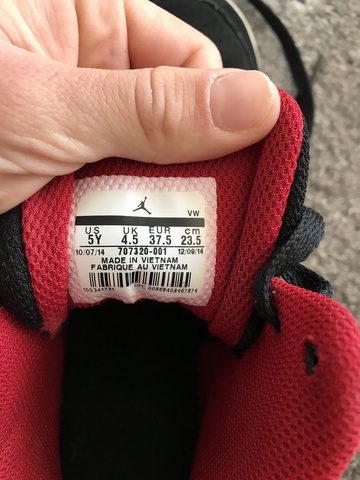 VW
US UK EUR cm
5Y 4.5 37.5 23.5
10/07/14 707320-001 12/09/14
MADE IN VIETNAM
FABRIQUE AU VIETNAM
UPC